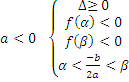 a < 0 { Δ ≥ 0
f(α) < 0
f(β) < 0
α < -b/2a < β